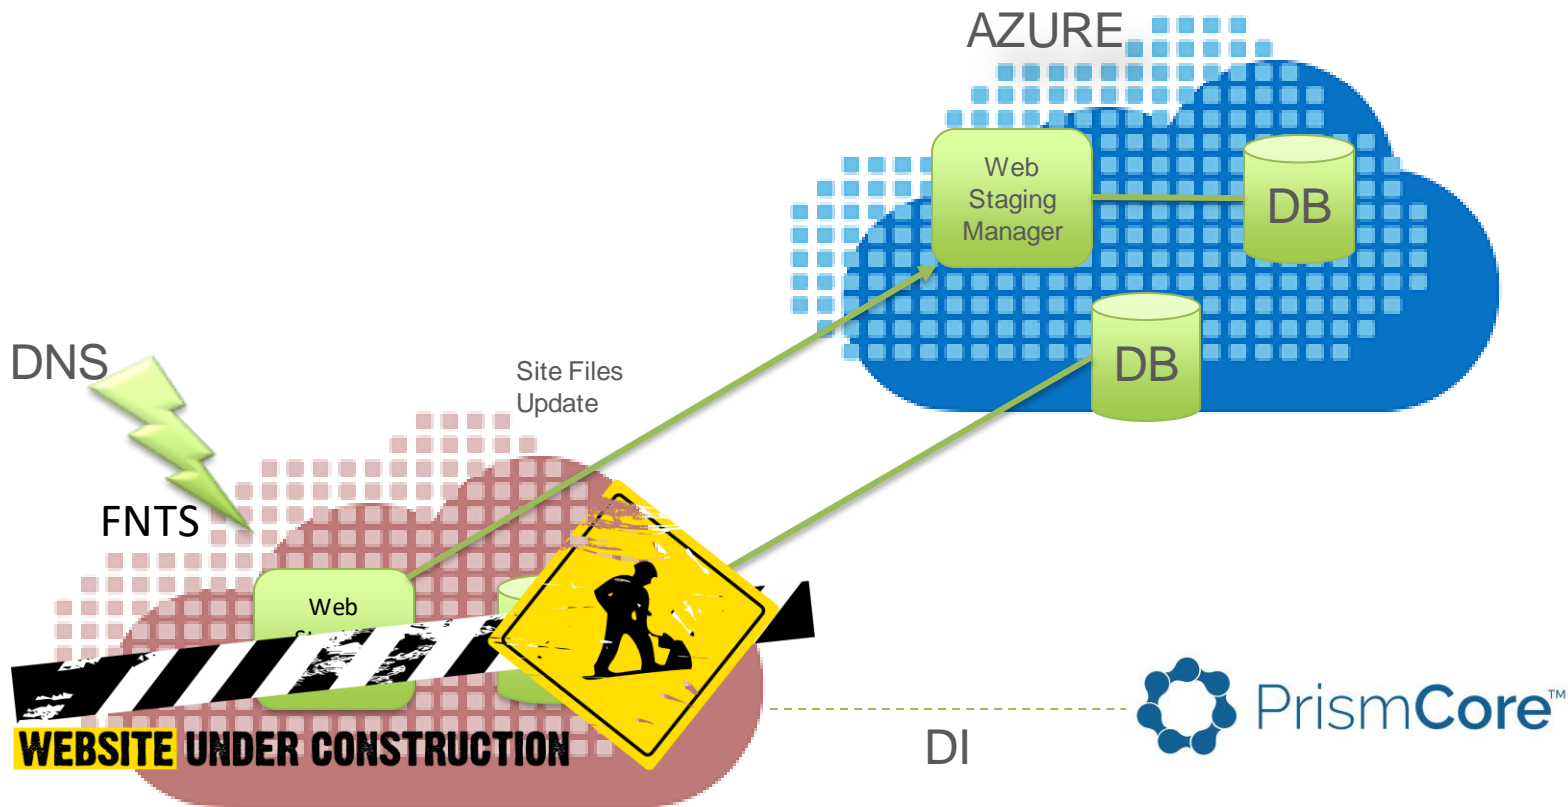 AZURE
Web
Staging
Manager
DB
DB
DNS
Site Files
Update
FNTS
Web
WEBSITE UNDER CONSTRUCTION
DI
PrismCore™